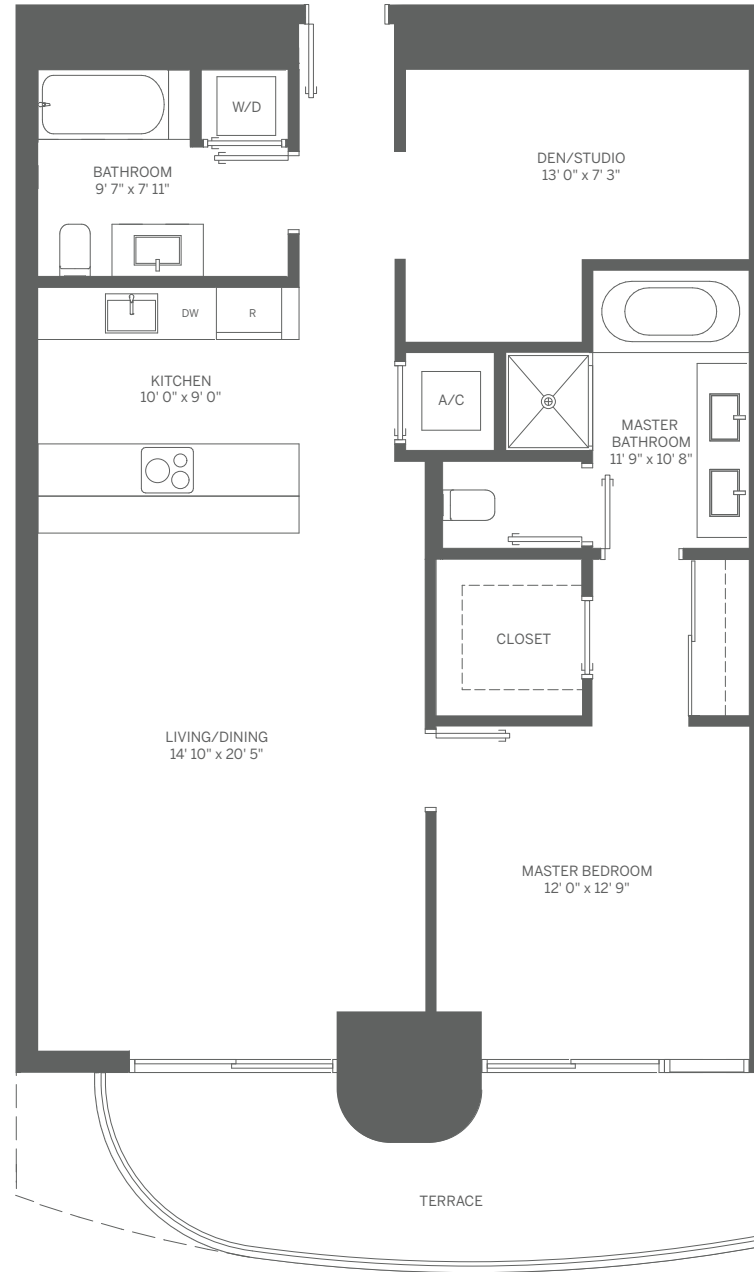 W/D
BATHROOM
9' 7" x 7' 11"
DEN/STUDIO
13' 0" x 7' 3"
DW
R
KITCHEN
10' 0" x 9' 0"
A/C
MASTER
BATHROOM
11' 9" x 10' 8"
CLOSET
LIVING/DINING
14' 10" x 20' 5"
MASTER BEDROOM
12' 0" x 12' 9"
TERRACE